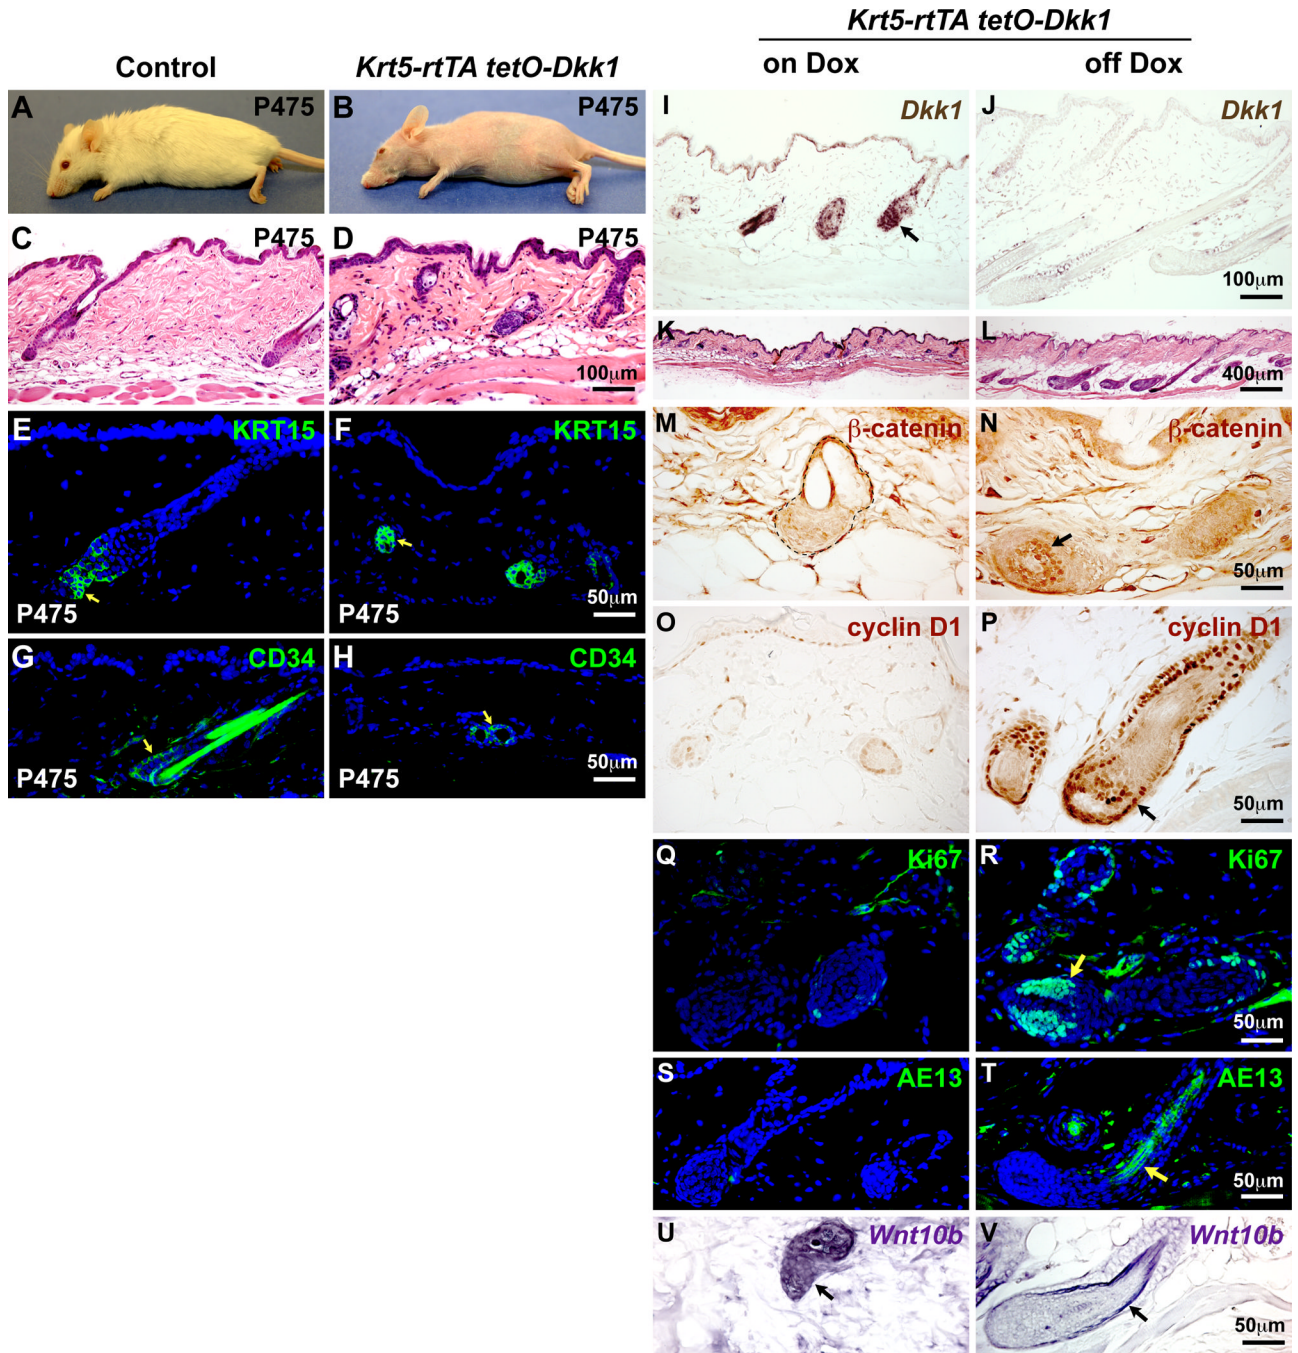 Krt5-rtTA tetO-Dkk1
Control
Krt5-rtTA tetO-Dkk1
on Dox
off Dox
A
P475
B
P475
C
P475
D
P475
100μm
E
KRT15
P475
F
KRT15
P475
50μm
G
CD34
P475
H
CD34
P475
50μm
I
Dkk1
J
Dkk1
100μm
K
L
400μm
M
β-catenin
N
β-catenin
50μm
O
cyclin D1
P
cyclin D1
50μm
Q
Ki67
R
Ki67
50μm
S
AE13
T
AE13
50μm
U
Wnt10b
V
Wnt10b
50μm